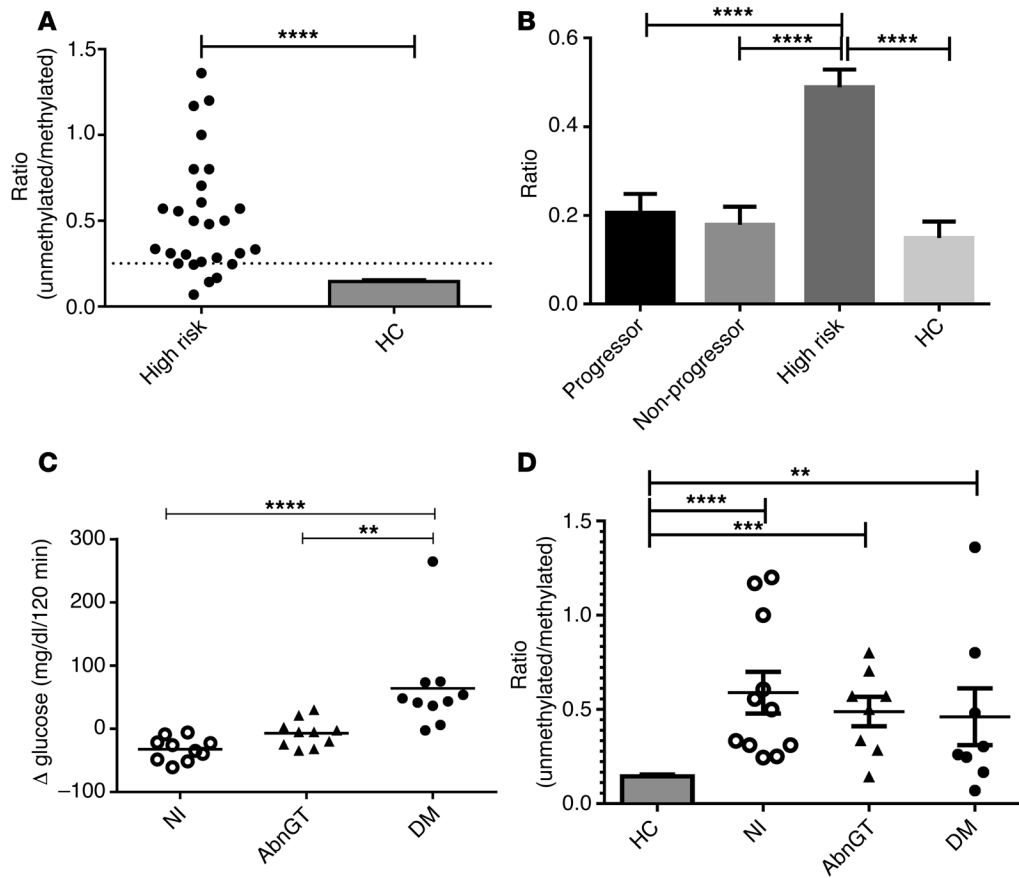 A
****
Ratio
(unmethylated/methylated)
1.5
1.0
0.5
0.0
High risk
HC
B
****
****
****
Ratio
0.6
0.4
0.2
0.0
Progressor
Non-progressor
High risk
HC
C
****
**
Δ glucose (mg/dl/120 min)
300
200
100
0
–100
NI
AbnGT
DM
D
**
****
***
Ratio
(unmethylated/methylated)
1.5
1.0
0.5
0.0
HC
NI
AbnGT
DM